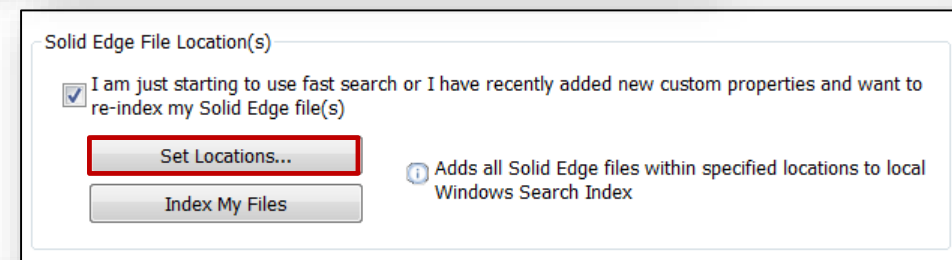 Solid Edge File Location(s)
I am just starting to use fast search or I have recently added new custom properties and want to
re-index my Solid Edge file(s)
Set Locations...
Adds all Solid Edge files within specified locations to local
Windows Search Index
Index My Files